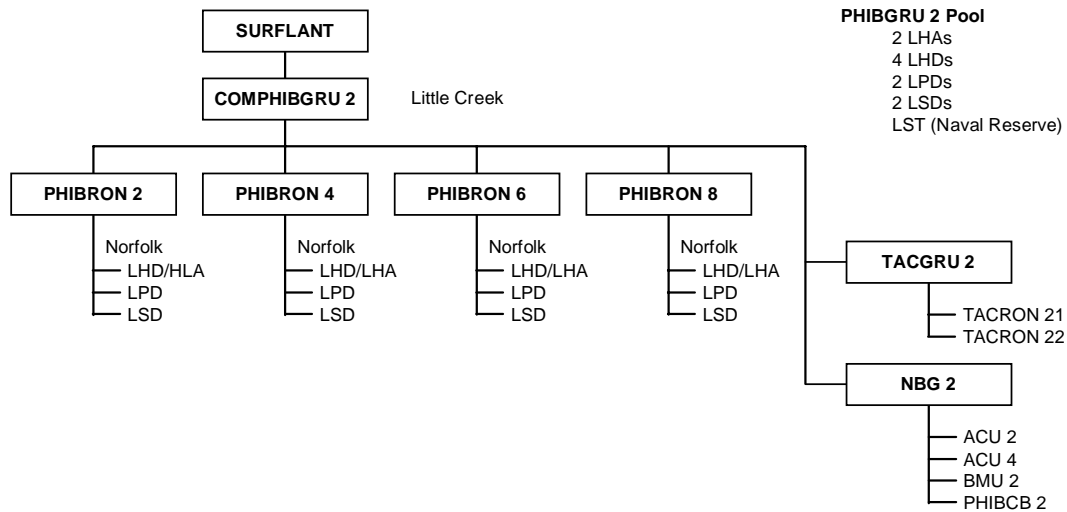 SURFLANT
COMPHIBGRU 2
Little Creek
PHIBGRU 2 Pool
2 LHAs
4 LHDs
2 LPDs
2 LSDs
LST (Naval Reserve)
PHIBRON 2
Norfolk
LHD/HLA
LPD
LSD
PHIBRON 4
Norfolk
LHD/LHA
LPD
LSD
PHIBRON 6
Norfolk
LHD/LHA
LPD
LSD
PHIBRON 8
Norfolk
LHD/LHA
LPD
LSD
TACGRU 2
TACRON 21
TACRON 22
NBG 2
ACU 2
ACU 4
BMU 2
PHIBCB 2